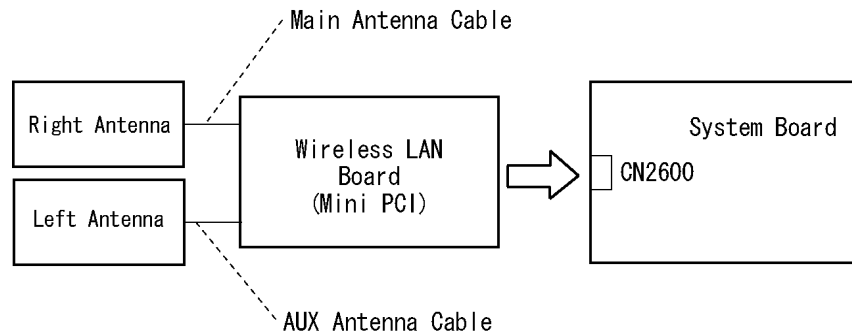 Main Antenna Cable
Right Antenna
Wireless LAN
Board
(Mini PCI)
System Board
CN2600
Left Antenna
AUX Antenna Cable